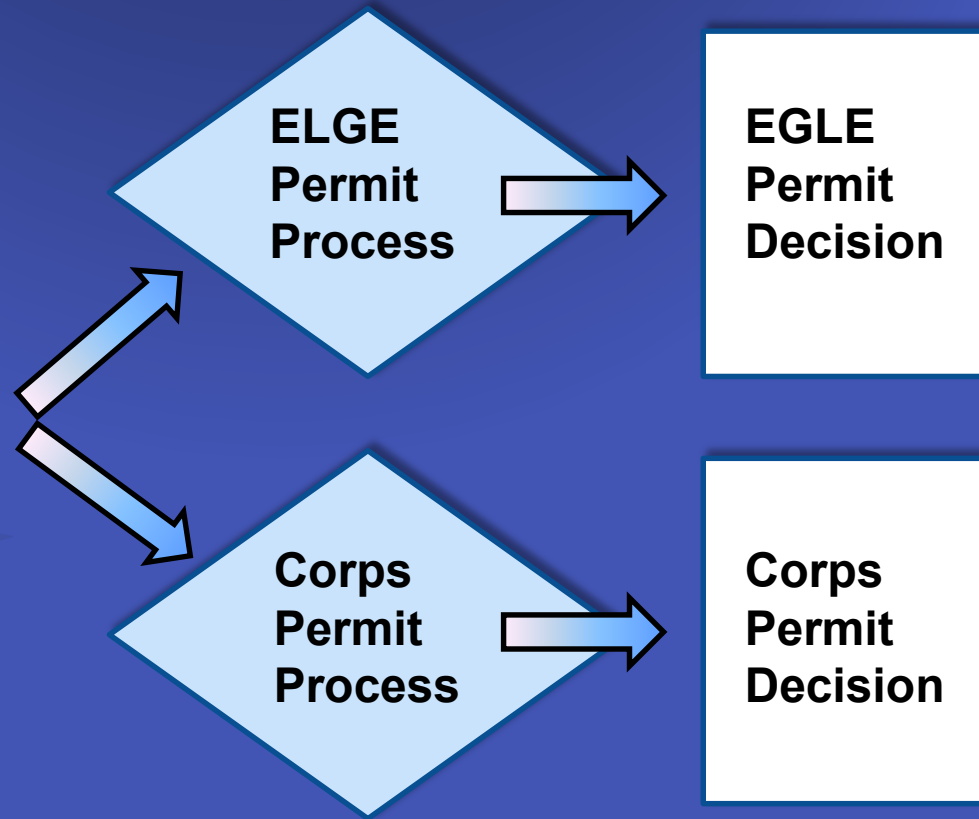 ELGE
Permit
Process
EGLE
Permit
Decision
Corps
Permit
Process
Corps
Permit
Decision